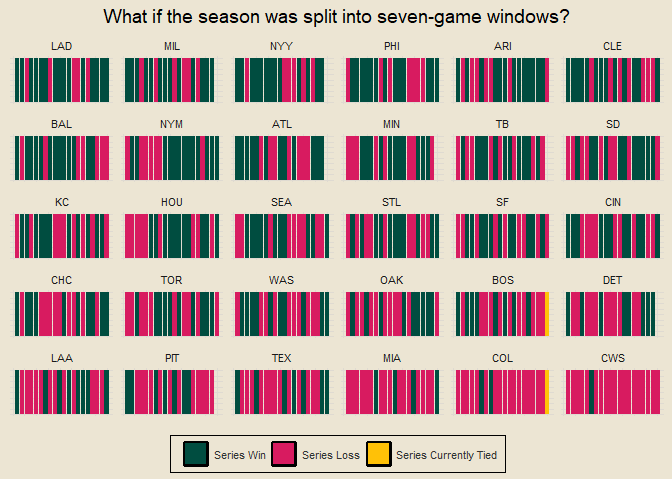 What if the season was split into seven-game windows?
LAD MIL NYY PHI ARI CLE
BAL NYM ATL MIN TB SD
KC HOU SEA STL SF CIN
CHC TOR WAS OAK BOS DET
LAA PIT TEX MIA COL CWS
Series Win Series Loss Series Currently Tied